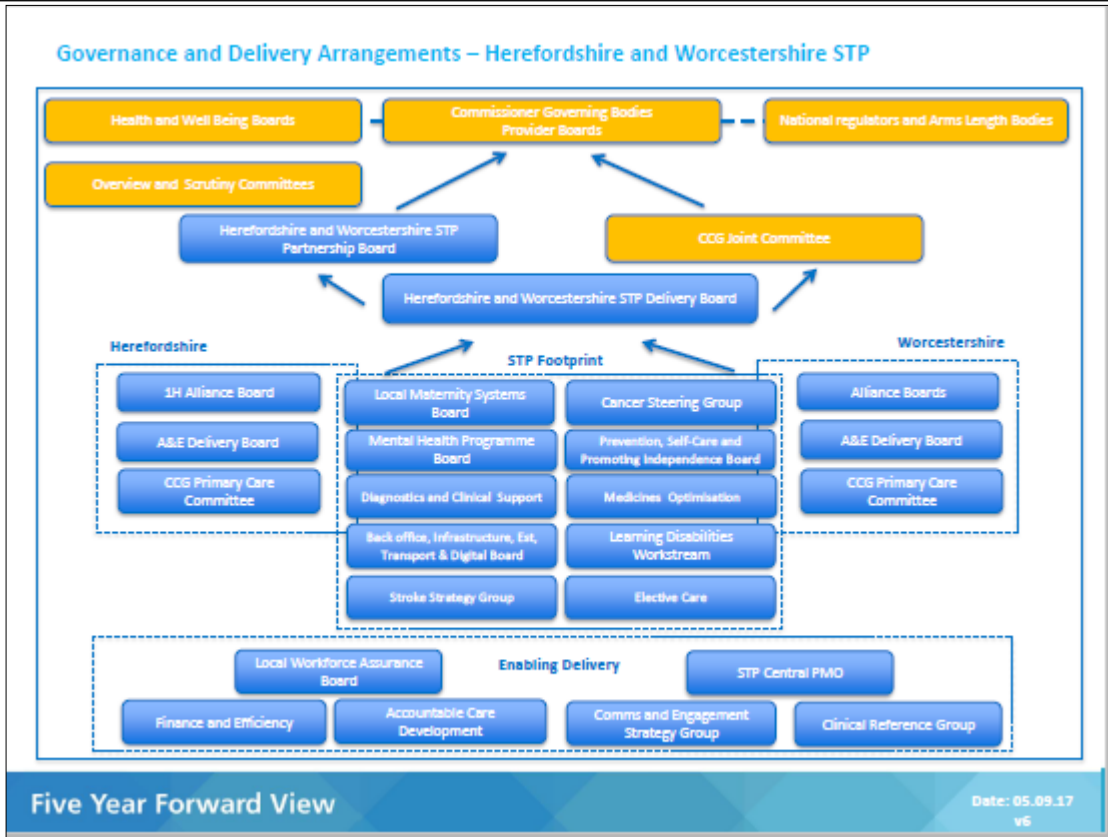 Governance and Delivery Arrangements – Herefordshire and Worcestershire STP
Health and Well Being Boards
Commissioner Governing Bodies
Provider Boards
National regulators and Arms Length Bodies
Overview and Scrutiny Committees
Herefordshire and Worcestershire STP
Partnership Board
CCG Joint Committee
Herefordshire and Worcestershire STP Delivery Board
Herefordshire
STP Footprint
Worcestershire
1H Alliance Board
A&E Delivery Board
CCG Primary Care
Committee
Local Maternity Systems
Board
Cancer Steering Group
Mental Health Programme
Board
Prevention, Self-Care and
Promoting Independence Board
Diagnostics and Clinical Support
Medicines Optimisation
Back office, Infrastructure, Est,
Transport & Digital Board
Learning Disabilities
Workstream
Stroke Strategy Group
Elective Care
Alliance Boards
A&E Delivery Board
CCG Primary Care
Committee
Enabling Delivery
Local Workforce Assurance
Board
STP Central PMO
Finance and Efficiency
Accountable Care
Development
Comms and Engagement
Strategy Group
Clinical Reference Group
Five Year Forward View
Date: 05.09.17
v6